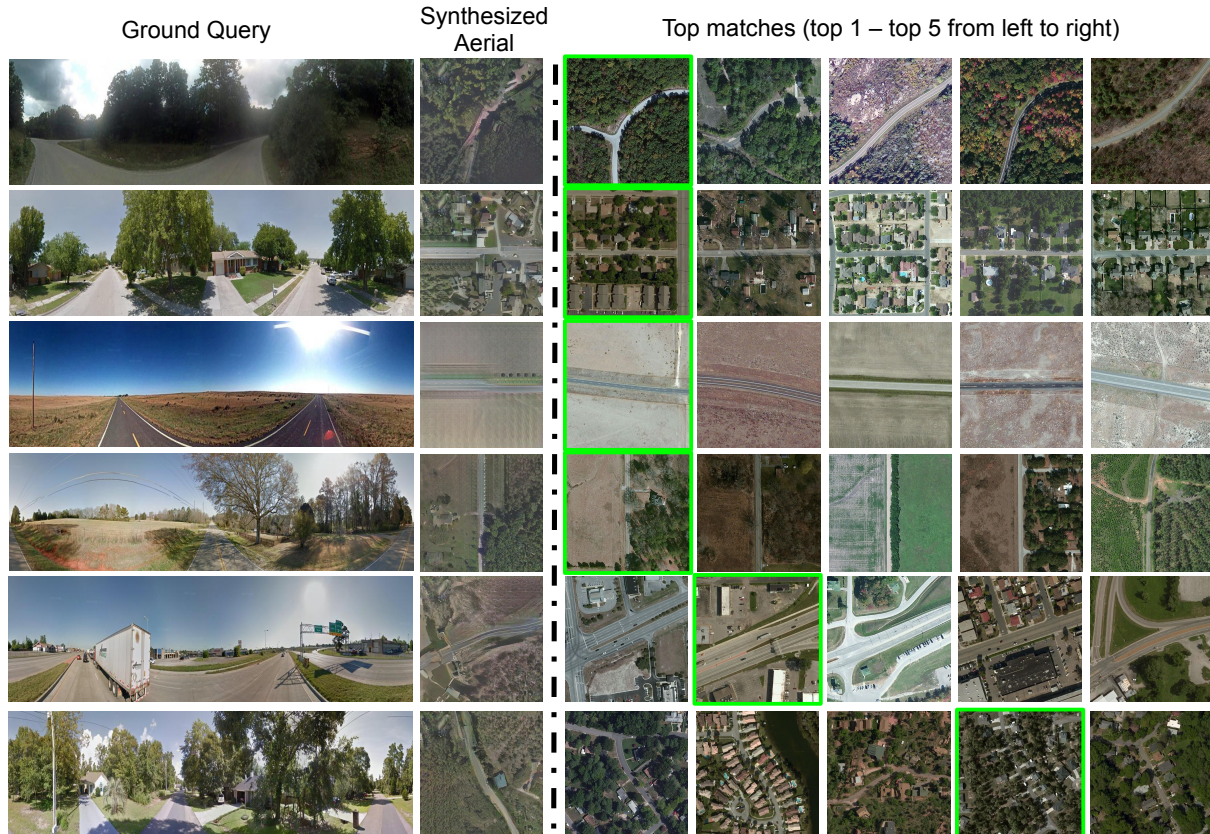 Ground Query
Synthesized
Aerial
Top matches (top 1 – top 5 from left to right)